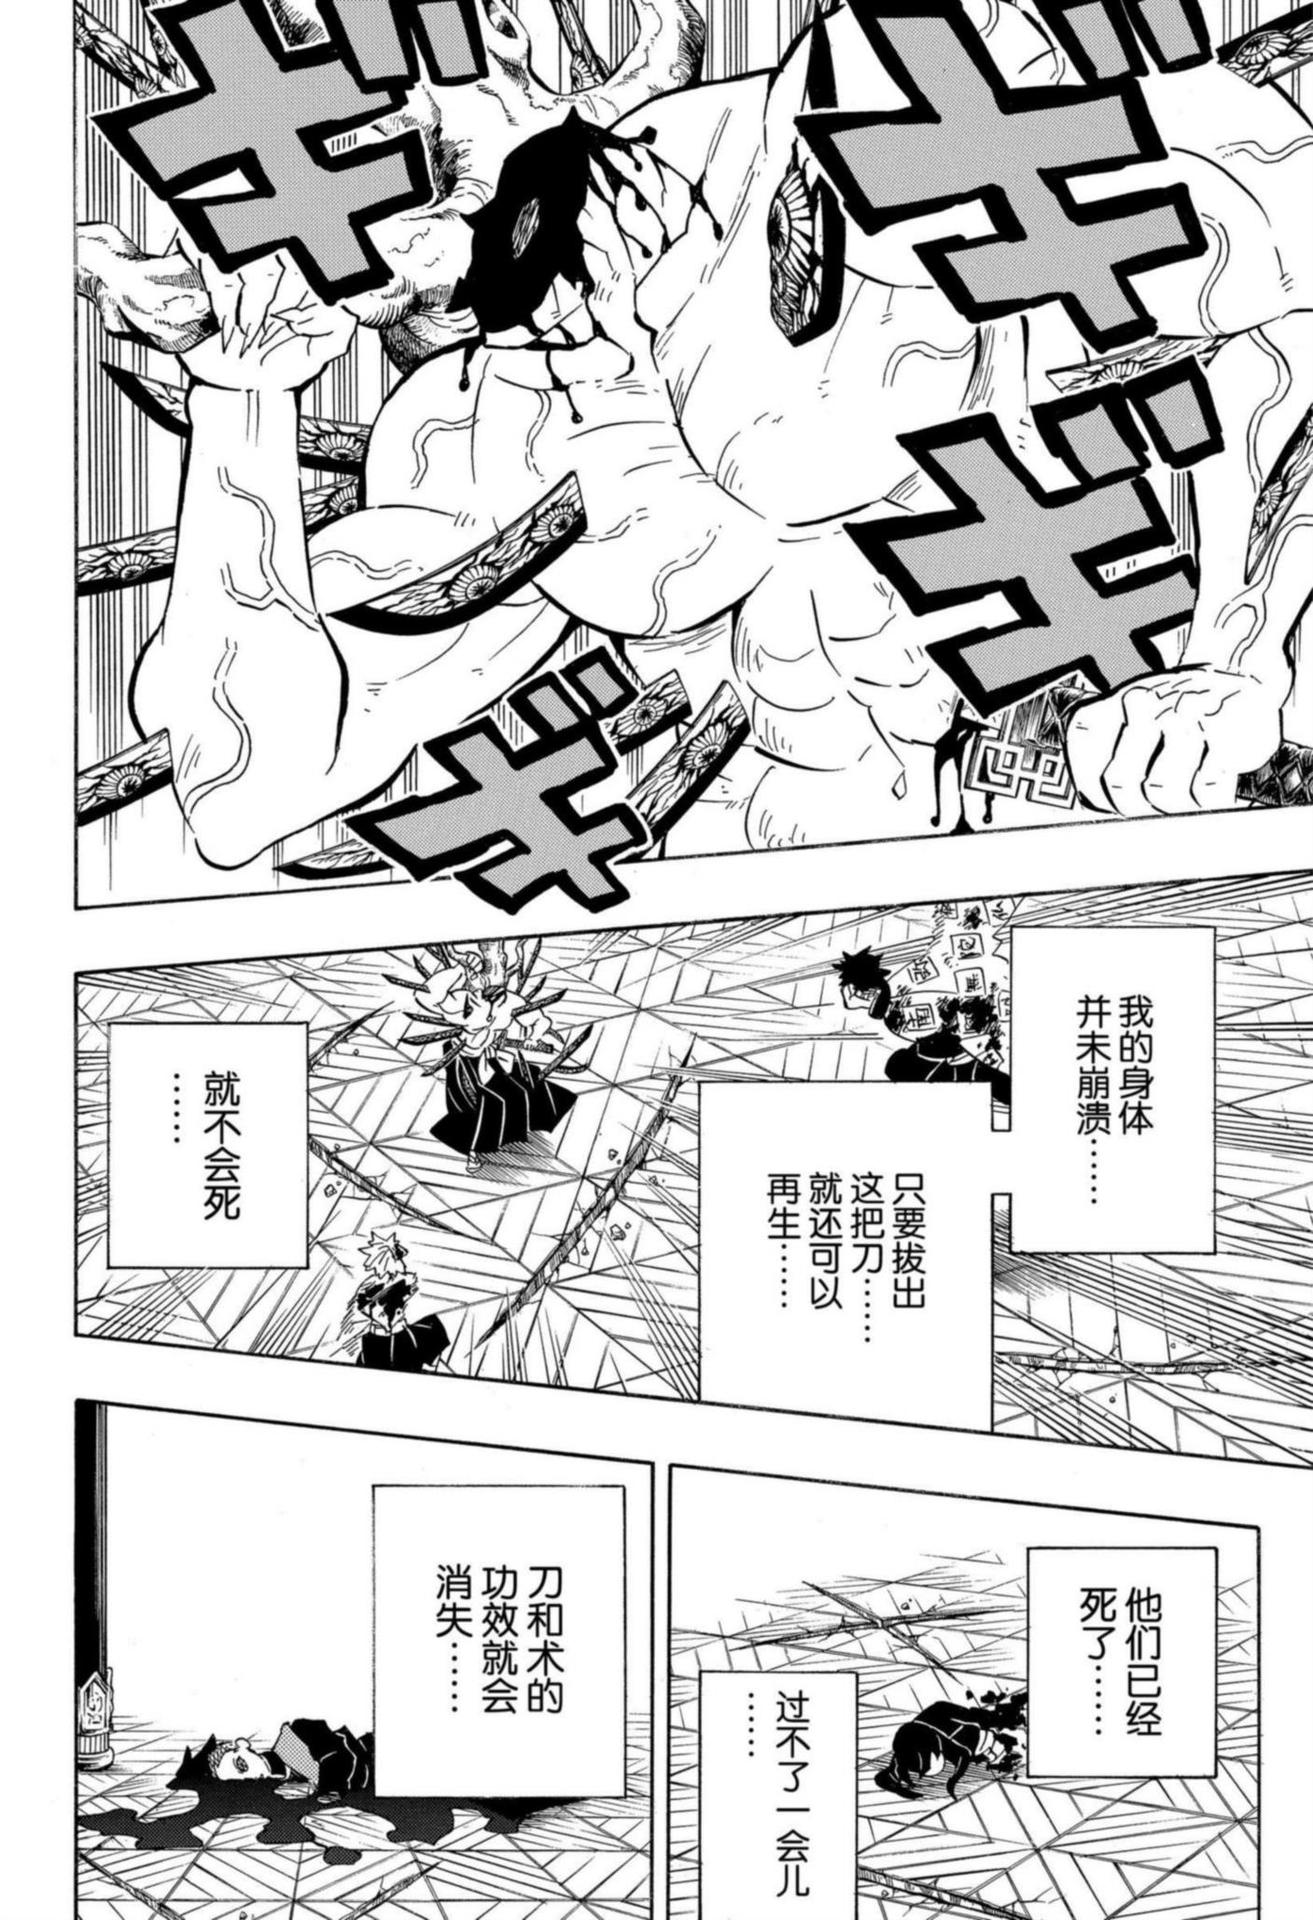 ギギギギ
我的身体
并未崩溃……
只要拔出
这把刀……
就还可以
再生……
就不会死
……
他们已经
死了……
过不了一会儿
……
刀和术的
功效就会
消失……